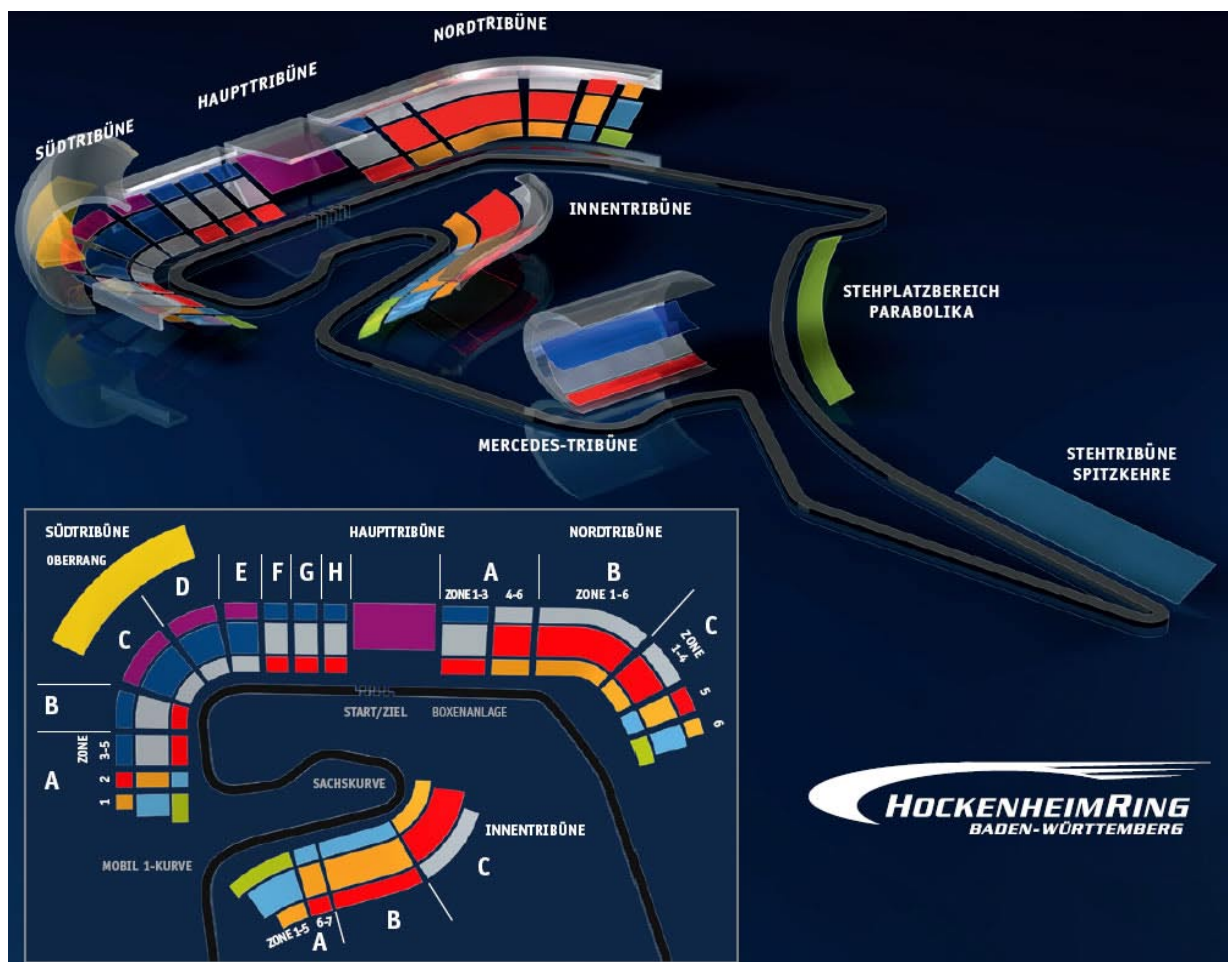 NORDTRIBÜNE
HAUPTTRIBÜNE
SÜDTRIBÜNE
INNENTRIBÜNE
STEHPLATZBEREICH
PARABOLIKA
MERCEDES-TRIBÜNE
STEHTRIBÜNE
SPITZKEHRE
SÜDTRIBÜNE
HAUPTTRIBÜNE
NORDTRIBÜNE
OBERRANG
D
E
F
G
H
A
B
ZONE 1-3
4-6
ZONE 1-6
C
C
ZONE
1-4
5
6
B
START/ZIEL
BOXENANLAGE
ZONE
3-5
A
2
1
SACHSKURVE
INNENTRIBÜNE
MOBIL 1-KURVE
C
B
ZONE 1-5
6-7
A
HOCKENHEIMRING
BADEN-WÜRTTEMBERG